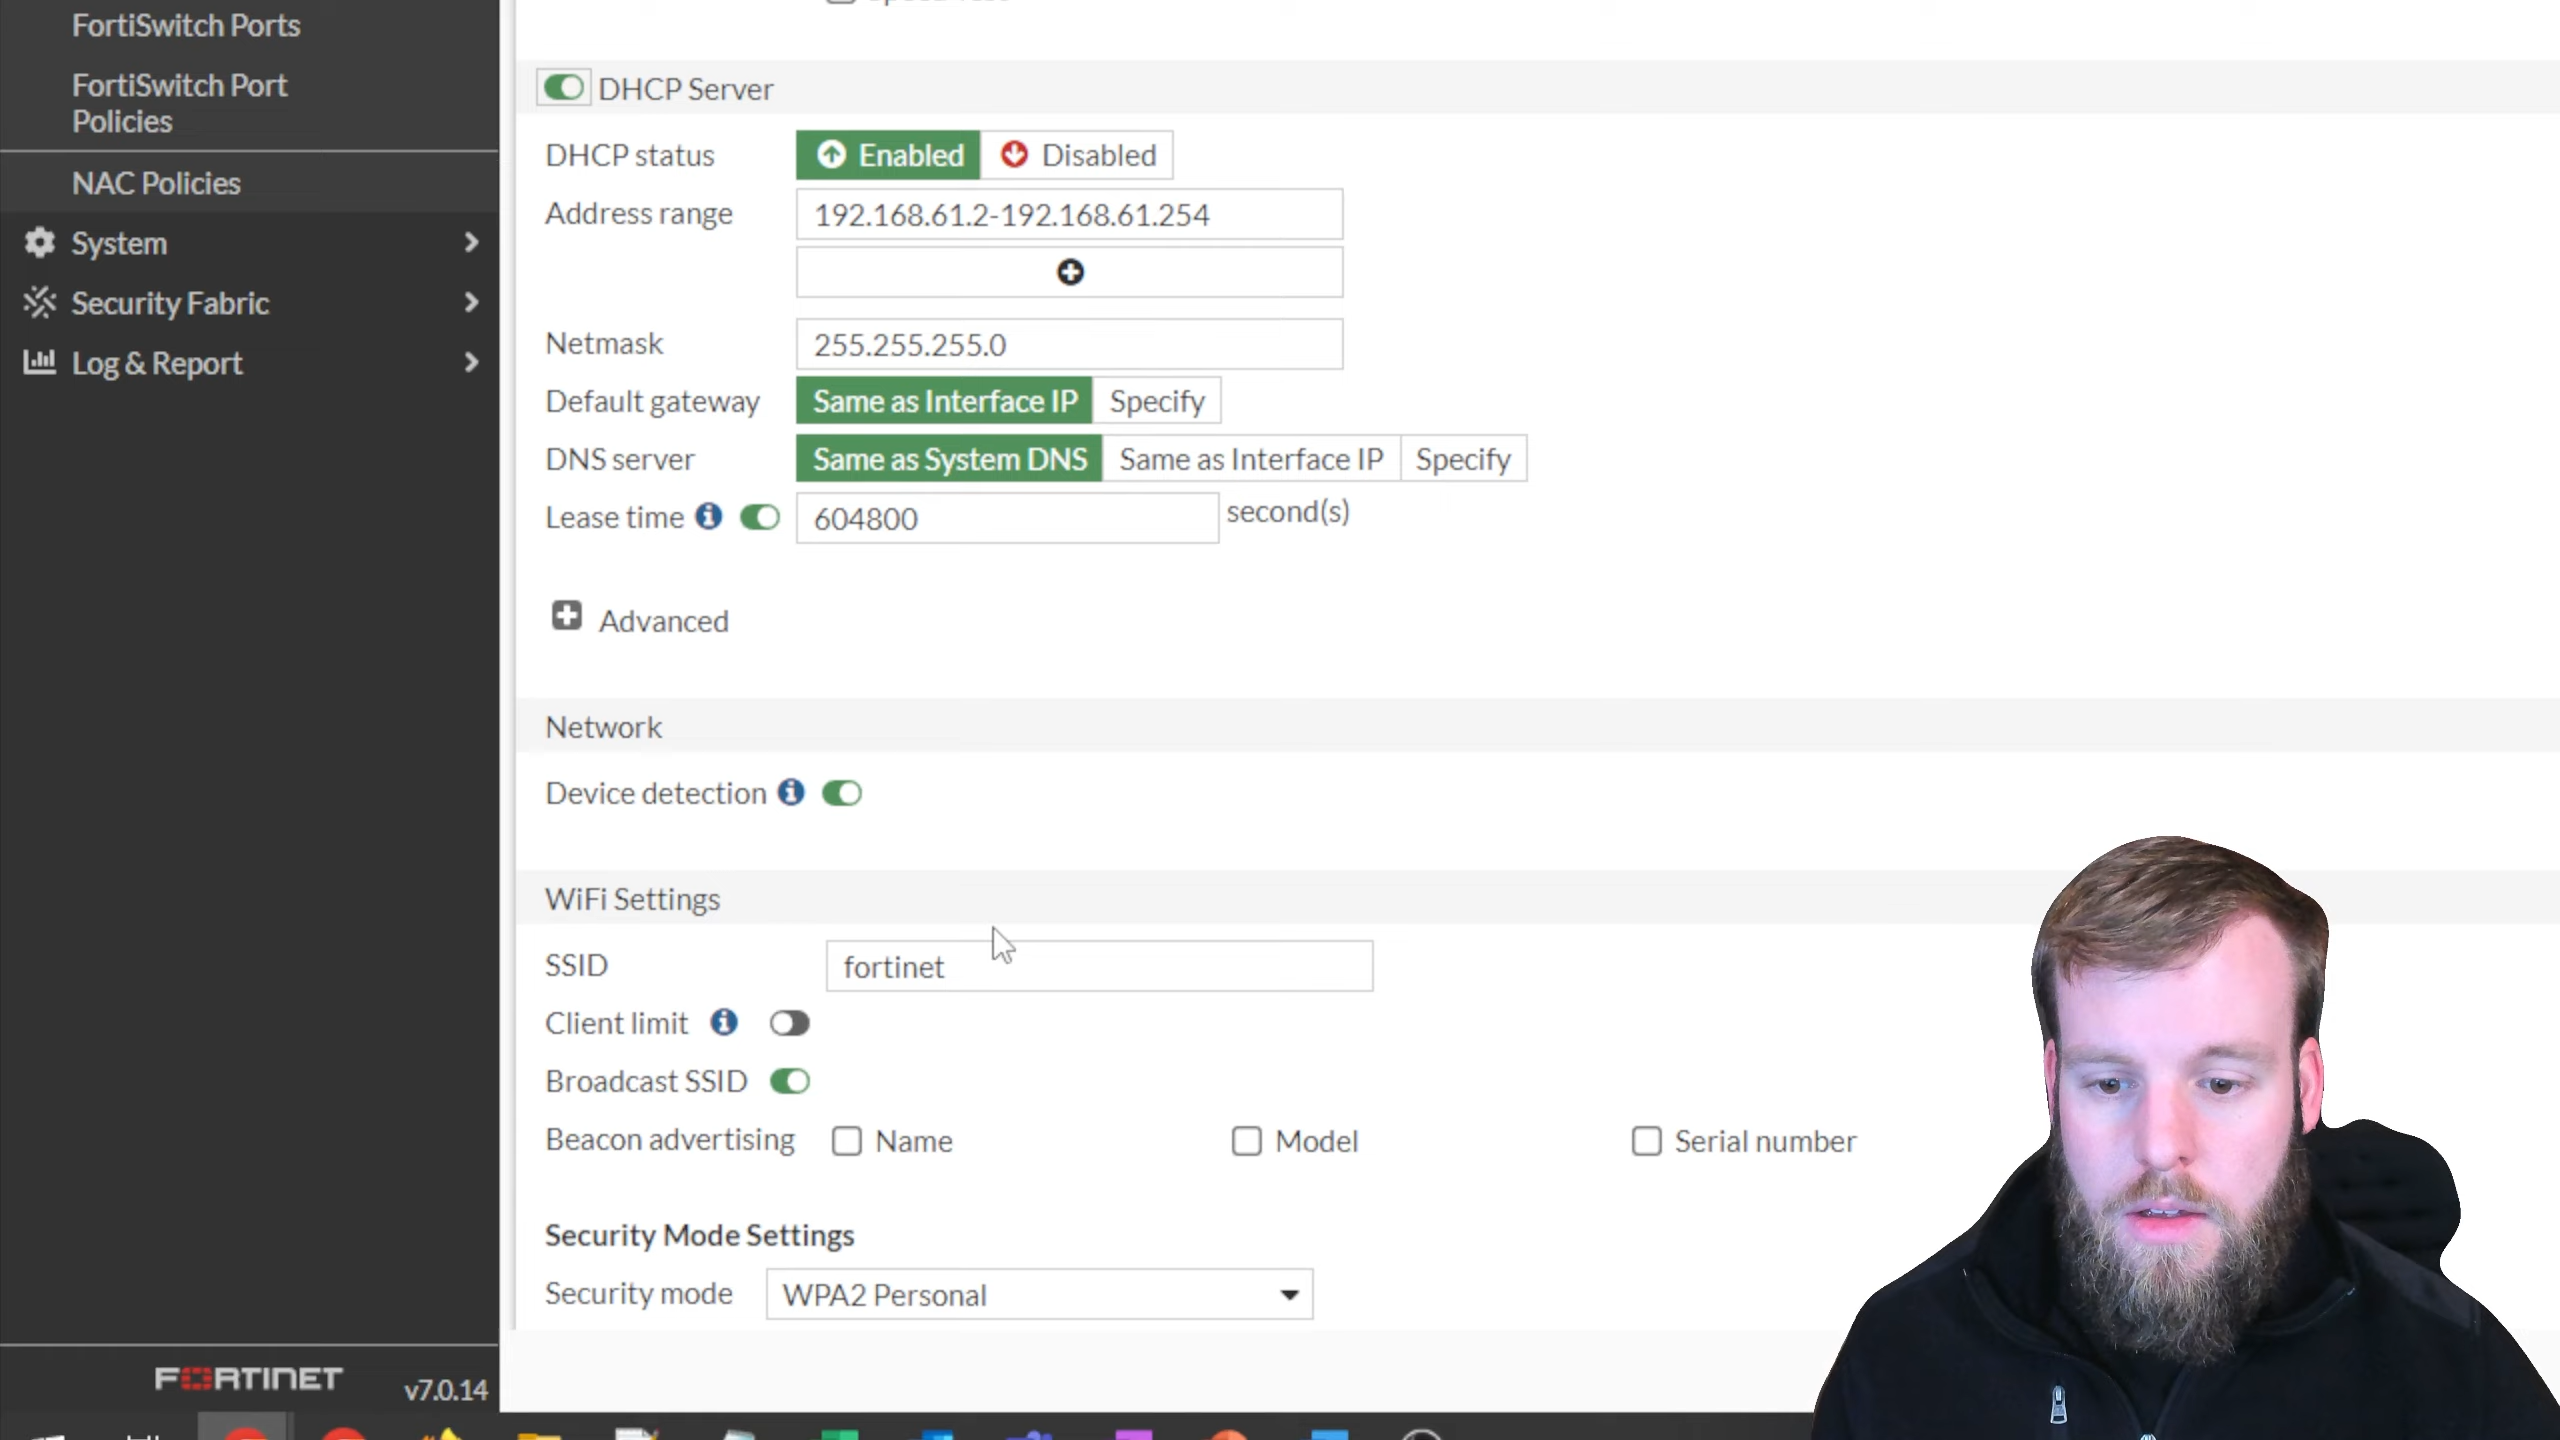 FortiSwitch Ports
FortiSwitch Port
Policies
NAC Policies
System
Security Fabric
Log & Report
FORTINET
v7.0.14
DHCP Server
DHCP status Enabled Disabled
Address range 192.168.61.2-192.168.61.254
Netmask 255.255.255.0
Default gateway Same as Interface IP Specify
DNS server Same as System DNS Same as Interface IP Specify
Lease time 604800 second(s)
Advanced
Network
Device detection
WiFi Settings
SSID fortinet
Client limit
Broadcast SSID
Beacon advertising Name Model Serial number
Security Mode Settings
Security mode WPA2 Personal